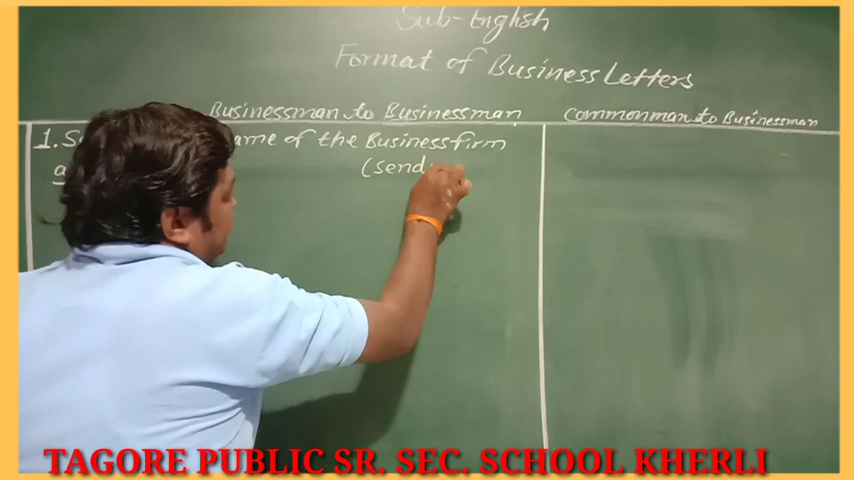 Sub-English
Format of Business Letters
Businessman to Businessman
Commonman to Businessman
1. ame of the Business firm
(send
TAGORE PUBLIC SR. SEC. SCHOOL KHERLI